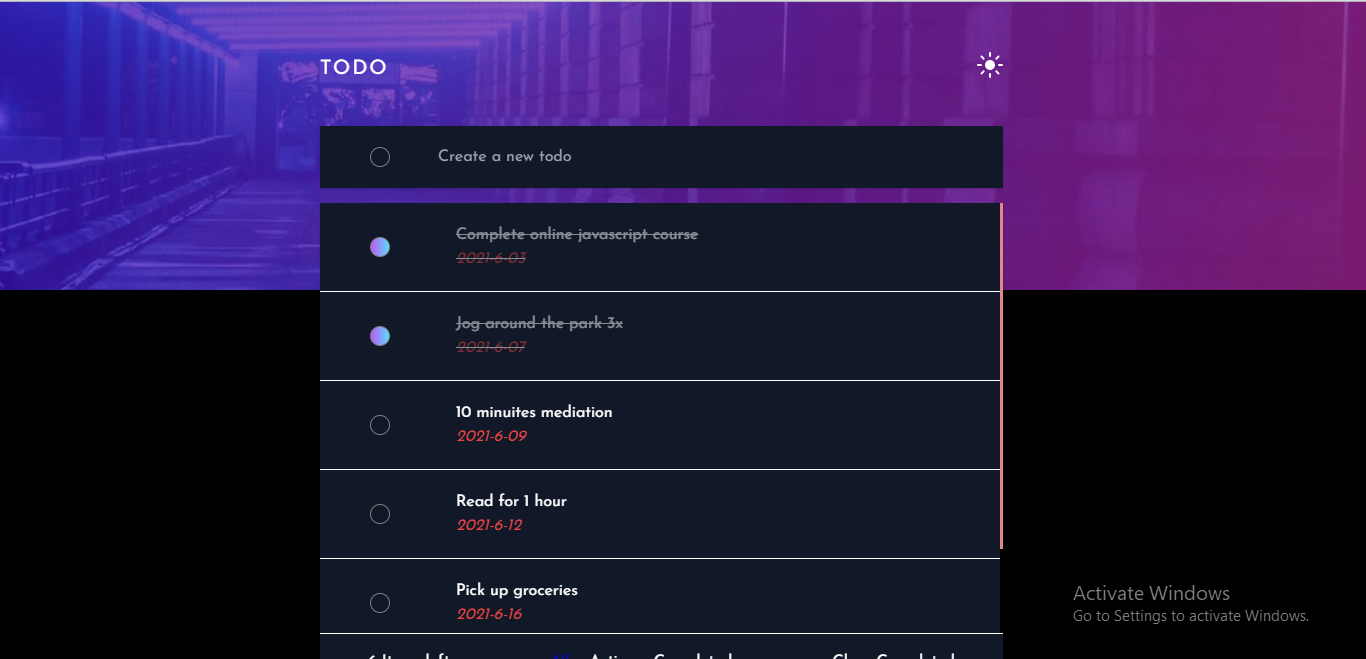 TODO
Create a new todo
Complete online javascript course
2021-6-03
Jog around the park 3x
2021-6-07
10 minuites mediation
2021-6-09
Read for 1 hour
2021-6-12
Pick up groceries
2021-6-16
Activate Windows
Go to Settings to activate Windows.